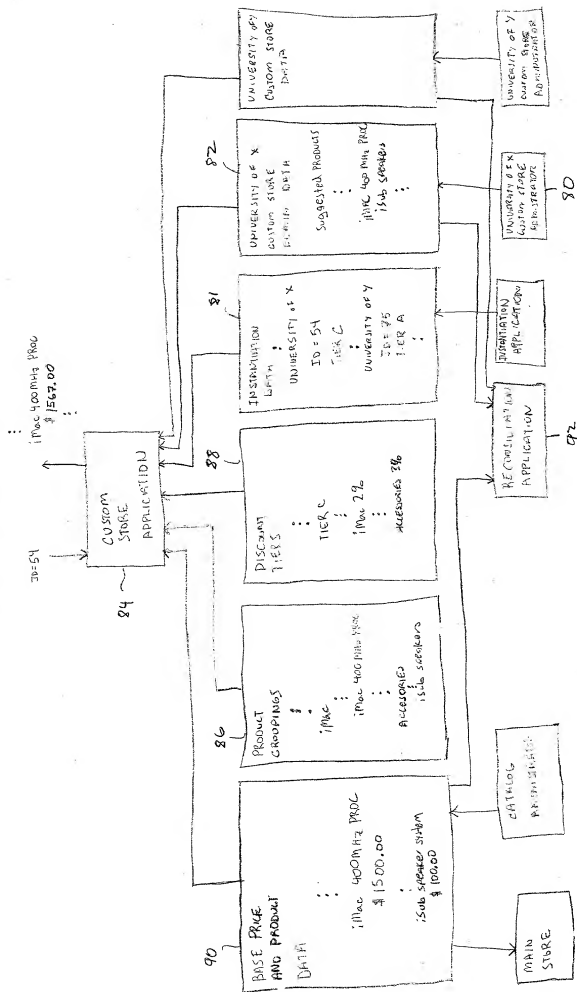 ID=54
iMac 400 MHz PROC
$1567.00
84
CUSTOM
STORE
APPLICATION
90
BASE PRICE
AND PRODUCT
DATA
iMac 400MHz PROC
$1500.00
iSub SPEAKER SYSTEM
$100.00
86
PRODUCT
GROUPINGS
iMac
iMac 400 MHz PROC
ACCESSORIES
iSub SPEAKERS
88
DISCOUNT
TIERS
TIER C
iMac 2%
ACCESSORIES 3%
81
INSTANTIATION
DATA
UNIVERSITY OF X
ID = 54
TIER C
UNIVERSITY OF Y
ID = 75
TIER A
82
UNIVERSITY OF X
CUSTOM STORE
DATA
Suggested PRODUCTS
iMAC 400 MHz PROC
iSub SPEAKERS
UNIVERSITY OF Y
CUSTOM STORE
DATA
MAIN
STORE
CATALOG
RECONCILIATION
APPLICATION
92
INSTANTIATION
APPLICATION
UNIVERSITY OF X
CUSTOM STORE
ADMINISTRATOR
80
UNIVERSITY OF Y
CUSTOM STORE
ADMINISTRATOR